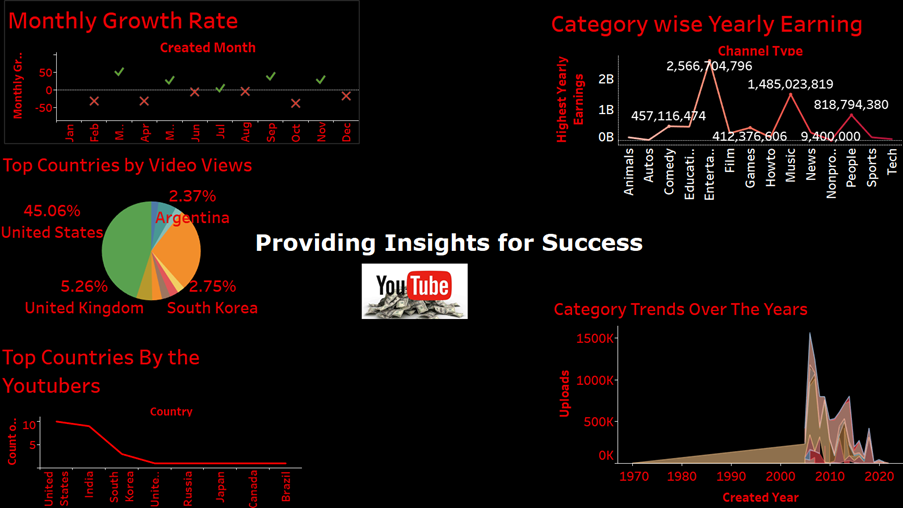 Monthly Growth Rate
Created Month
Monthly Gr..
50
0
-50
Jan
Feb
M..
Apr
M..
Jun
Jul
Aug
Sep
Oct
Nov
Dec
Category wise Yearly Earning
Channel Type
Highest Yearly
Earnings
2B
1B
0B
2,566,704,796
1,485,023,819
457,116,474
818,794,380
412,376,606
9,400,000
Animals
Autos
Comedy
Educati..
Enterta..
Film
Games
Howto
Music
News
Nonpro..
People
Sports
Tech
Top Countries by Video Views
2.37%
Argentina
45.06%
United States
5.26%
United Kingdom
2.75%
South Korea
Providing Insights for Success
YouTube
Top Countries By the
Youtubers
Country
Count o..
10
5
United
States
India
South
Korea
Unite..
Russia
Japan
Canada
Brazil
Category Trends Over The Years
Uploads
1500K
1000K
500K
0K
1970
1980
1990
2000
2010
2020
Created Year